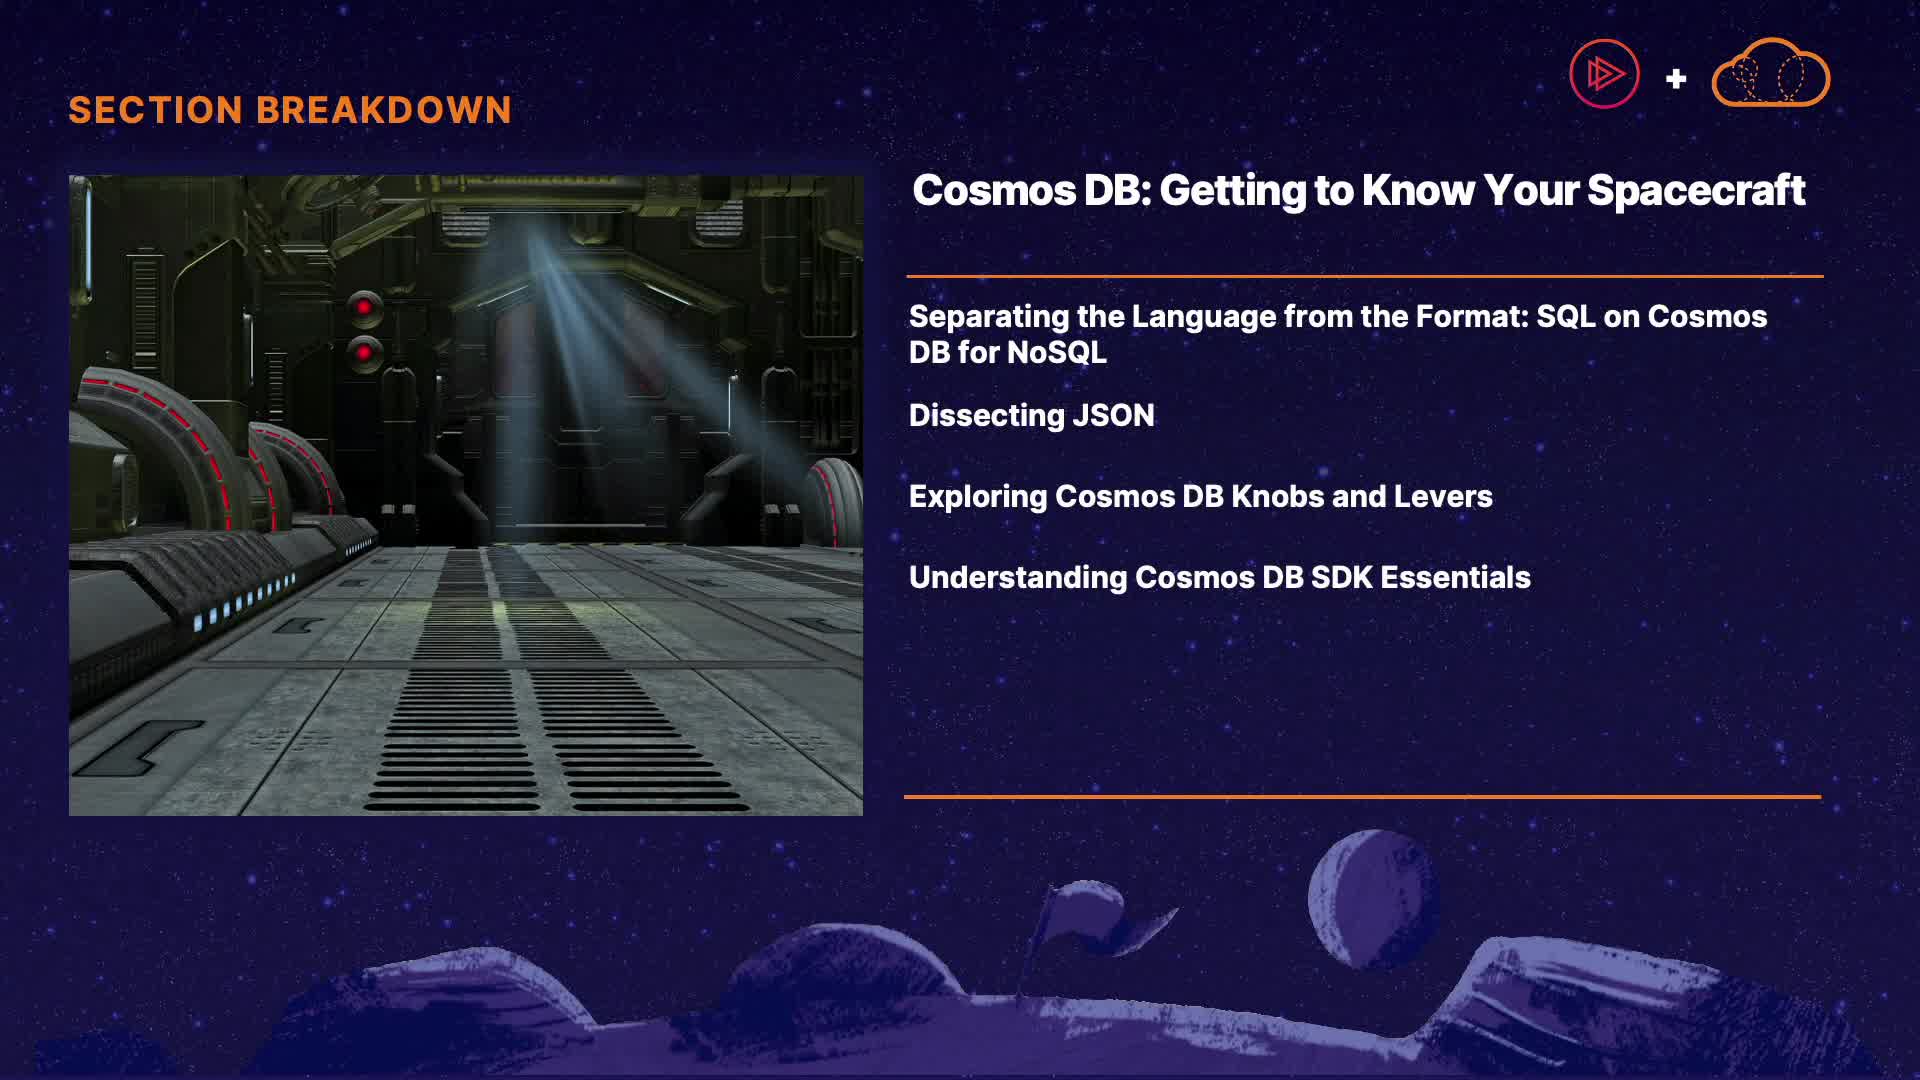 SECTION BREAKDOWN
+
Cosmos DB: Getting to Know Your Spacecraft
Separating the Language from the Format: SQL on Cosmos
DB for NoSQL
Dissecting JSON
Exploring Cosmos DB Knobs and Levers
Understanding Cosmos DB SDK Essentials